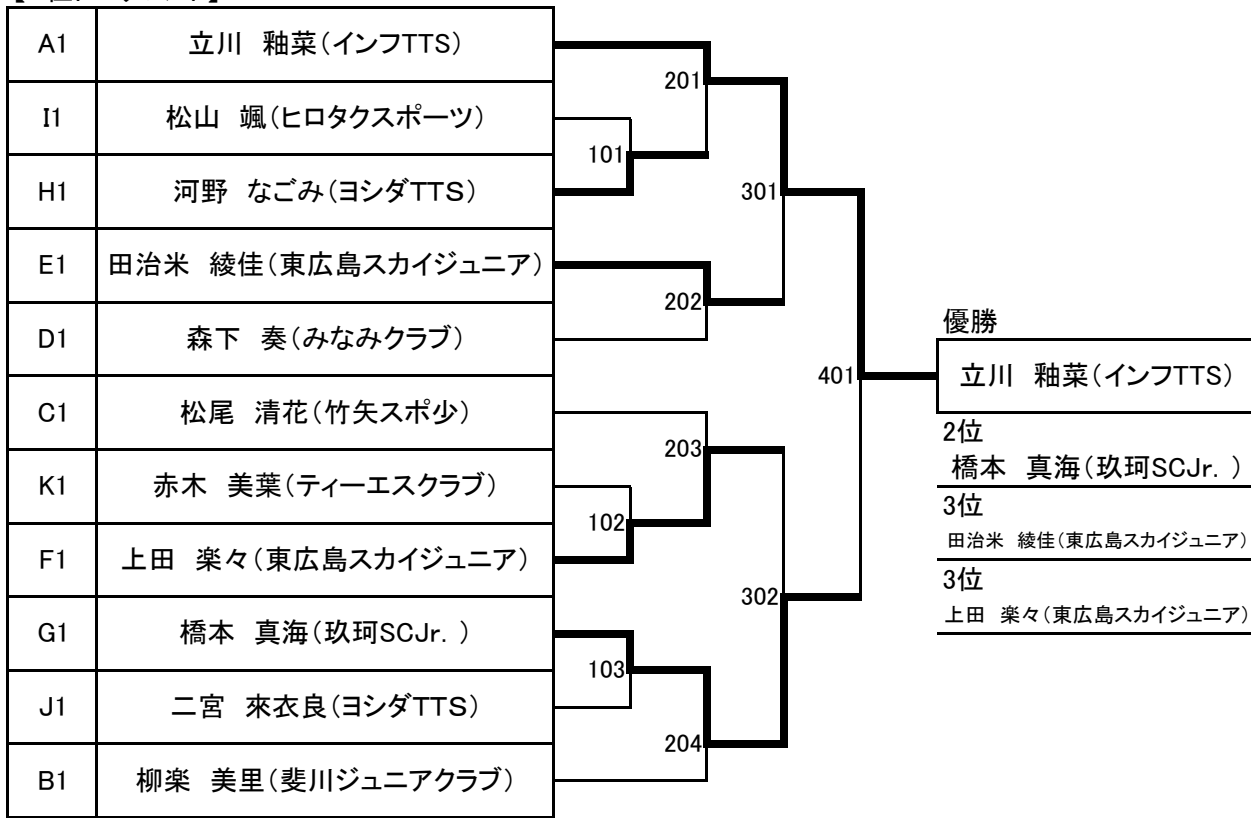 A1 立川 釉菜(インフTTS)
I1 松山 颯(ヒロタクスポーツ)
H1 河野 なごみ(ヨシダTTS)
E1 田治米 綾佳(東広島スカイジュニア)
D1 森下 奏(みなみクラブ)
C1 松尾 清花(竹矢スポ少)
K1 赤木 美葉(ティーエスクラブ)
F1 上田 楽々(東広島スカイジュニア)
G1 橋本 真海(玖珂SCJr. )
J1 二宮 來衣良(ヨシダTTS)
B1 柳楽 美里(斐川ジュニアクラブ)
101
102
103
201
202
203
204
301
302
401
優勝
立川 釉菜(インフTTS)
2位
橋本 真海(玖珂SCJr. )
3位
田治米 綾佳(東広島スカイジュニア)
3位
上田 楽々(東広島スカイジュニア)